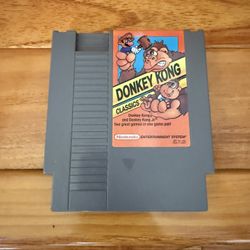 DONKEY KONG
CLASSICS
Donkey Kong
and Donkey Kong Jr.
Two great games in one game pak!
Nintendo
ENTERTAINMENT SYSTEM